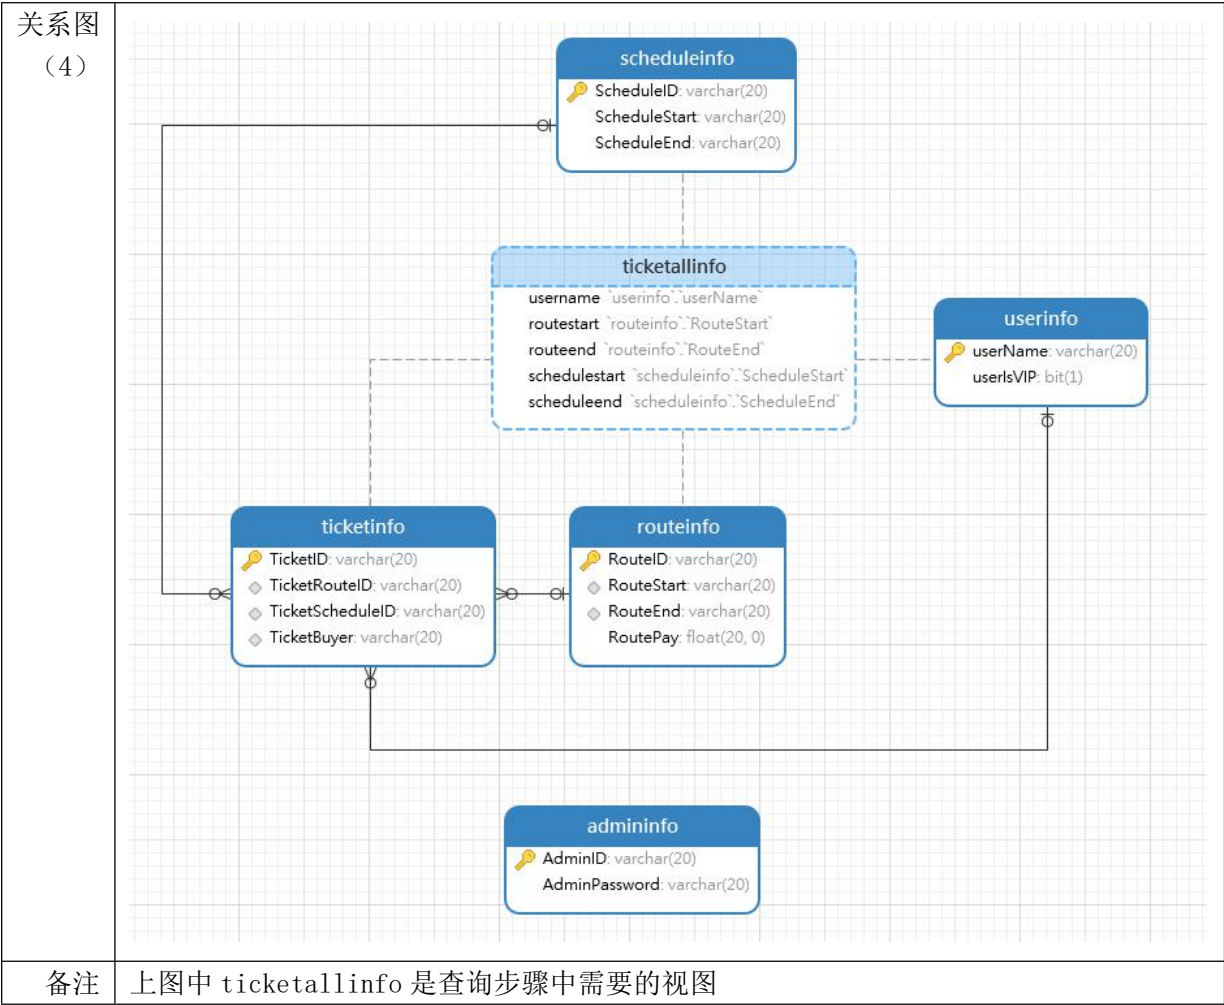 关系图
（4）
scheduleinfo
ScheduleID: varchar(20)
ScheduleStart: varchar(20)
ScheduleEnd: varchar(20)
ticketallinfo
username `userinfo`.`userName`
routestart `routeinfo`.`RouteStart`
routeend `routeinfo`.`RouteEnd`
schedulestart `scheduleinfo`.`ScheduleStart`
scheduleend `scheduleinfo`.`ScheduleEnd`
userinfo
userName: varchar(20)
userIsVIP: bit(1)
ticketinfo
TicketID: varchar(20)
TicketRouteID: varchar(20)
TicketScheduleID: varchar(20)
TicketBuyer: varchar(20)
routeinfo
RouteID: varchar(20)
RouteStart: varchar(20)
RouteEnd: varchar(20)
RoutePay: float(20, 0)
admininfo
AdminID: varchar(20)
AdminPassword: varchar(20)
备注
上图中 ticketallinfo 是查询步骤中需要的视图